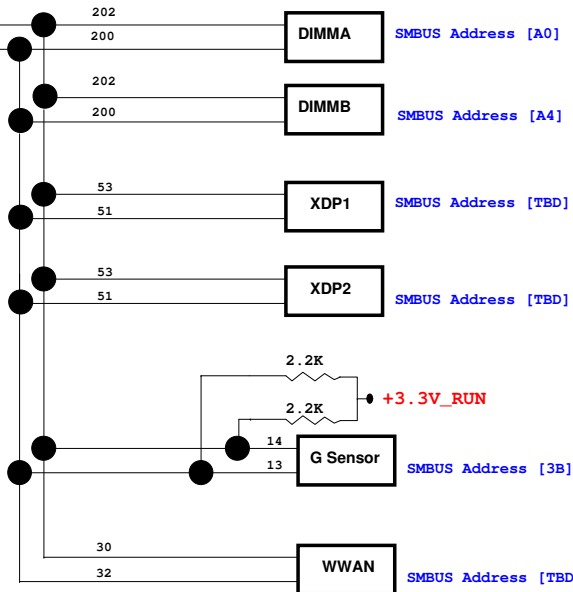 202
DIMMA SMBUS Address [A0]
200
202
DIMMB SMBUS Address [A4]
200
53
XDP1 SMBUS Address [TBD]
51
53
XDP2 SMBUS Address [TBD]
51
2.2K
+3.3V_RUN
2.2K
14
G Sensor SMBUS Address [3B]
13
30
WWAN SMBUS Address [TBD
32